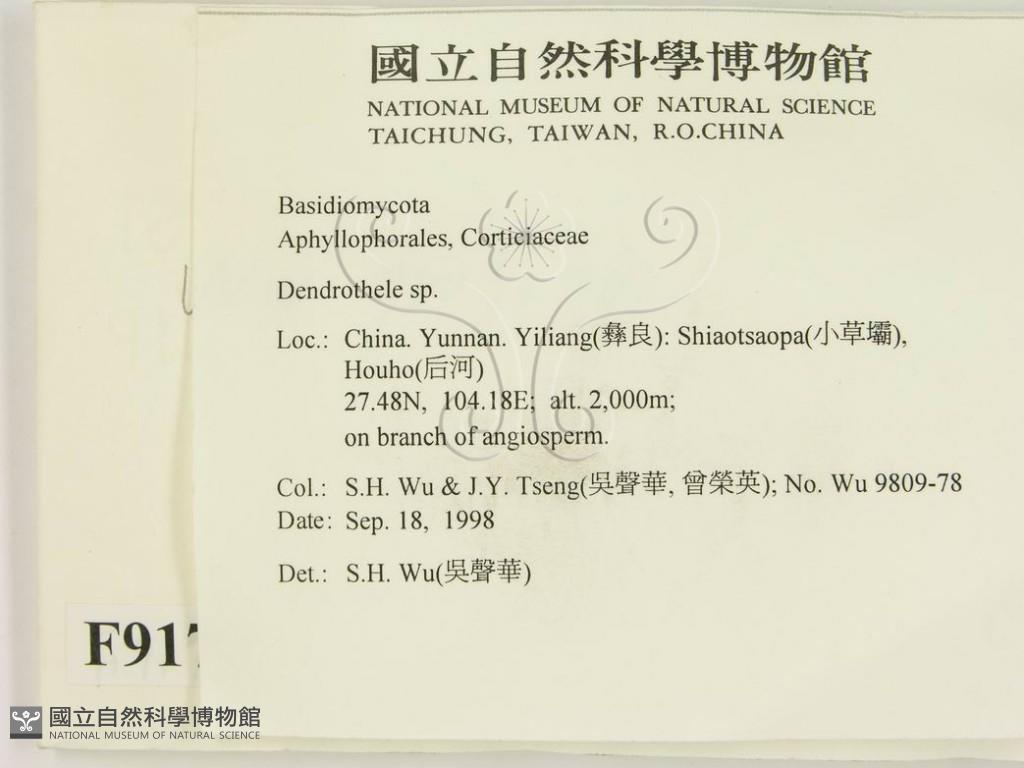 國立自然科學博物館
NATIONAL MUSEUM OF NATURAL SCIENCE
TAICHUNG, TAIWAN, R.O.CHINA
Basidiomycota
Aphyllophorales, Corticiaceae
Dendrothele sp.
Loc.: China. Yunnan. Yiliang(彝良): Shiaotsaopa(小草壩),
Houho(后河)
27.48N, 104.18E; alt. 2,000m;
on branch of angiosperm.
Col.: S.H. Wu & J.Y. Tseng(吳聲華, 曾榮英); No. Wu 9809-78
Date: Sep. 18, 1998
Det.: S.H. Wu(吳聲華)
F917
國立自然科學博物館
NATIONAL MUSEUM OF NATURAL SCIENCE